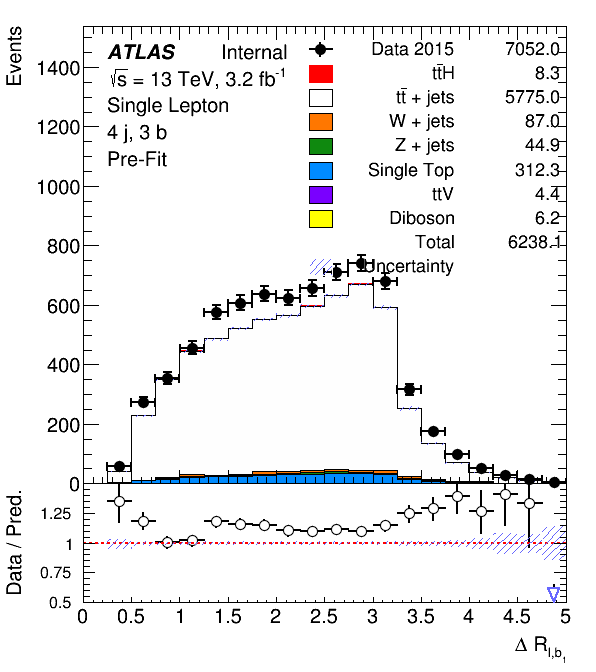 Events
ATLAS Internal
√s = 13 TeV, 3.2 fb⁻¹
Single Lepton
4 j, 3 b
Pre-Fit
Data 2015 7052.0
tt̄H 8.3
tt̄ + jets 5775.0
W + jets 87.0
Z + jets 44.9
Single Top 312.3
ttV 4.4
Diboson 6.2
Total 6238.1
Uncertainty
1400
1200
1000
800
600
400
200
0
Data / Pred.
1.25
1
0.75
0.5
0 0.5 1 1.5 2 2.5 3 3.5 4 4.5 5
Δ R l,b₁